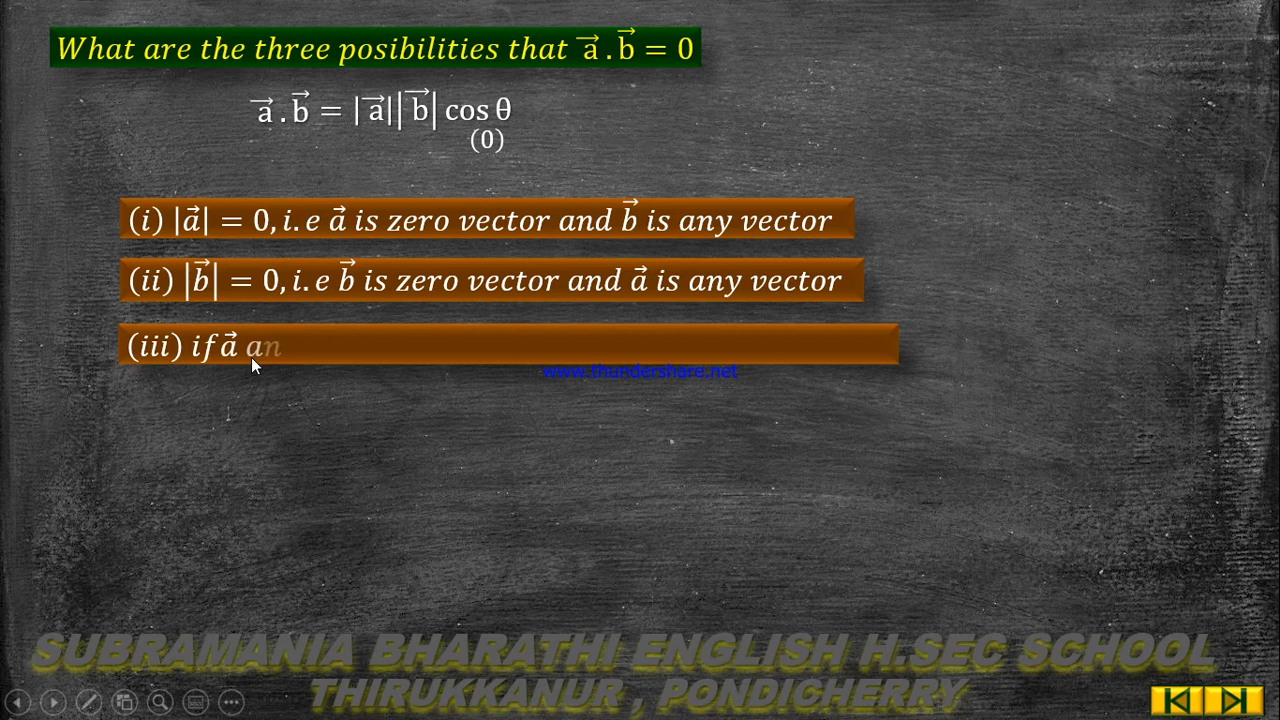 What are the three posibilities that a⃗ . b⃗ = 0
a⃗ . b⃗ = |a⃗||b⃗| cos θ
(0)
(i) |a⃗| = 0, i. e a⃗ is zero vector and b⃗ is any vector
(ii) |b⃗| = 0, i. e b⃗ is zero vector and a⃗ is any vector
(iii) if a⃗ an
www.thundershare.net
SUBRAMANIA BHARATHI ENGLISH H.SEC SCHOOL
THIRUKKANUR , PONDICHERRY